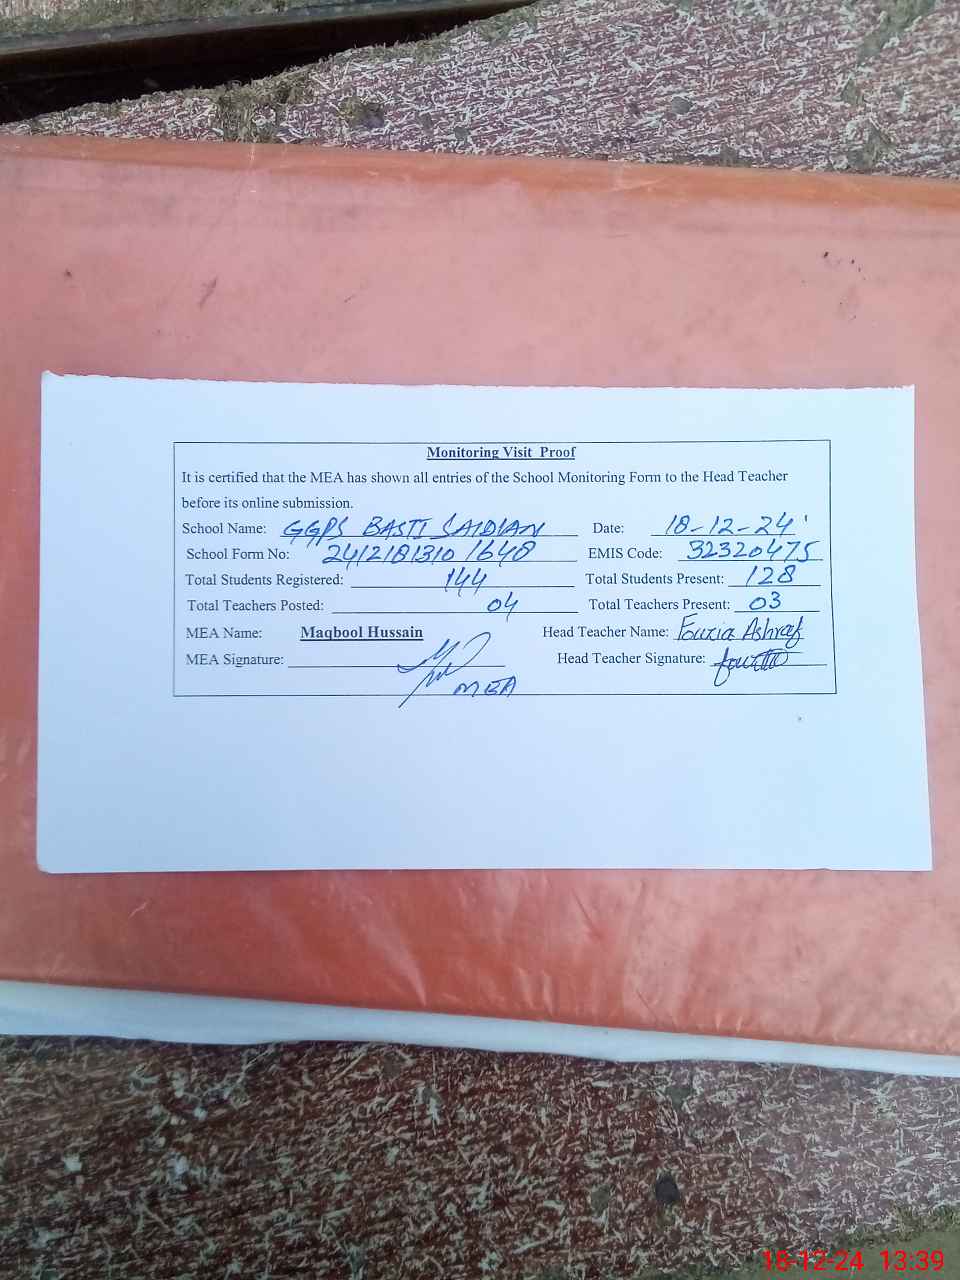 Monitoring Visit Proof
It is certified that the MEA has shown all entries of the School Monitoring Form to the Head Teacher
before its online submission.
School Name: GGPS BASTI SAIDIAN Date: 18-12-24
School Form No: 2412181310 1648 EMIS Code: 32320475
Total Students Registered: 144 Total Students Present: 128
Total Teachers Posted: 04 Total Teachers Present: 03
MEA Name: Maqbool Hussain Head Teacher Name: Fouzia Ashraf
MEA Signature: Head Teacher Signature:
MEA
18-12-24 13:39